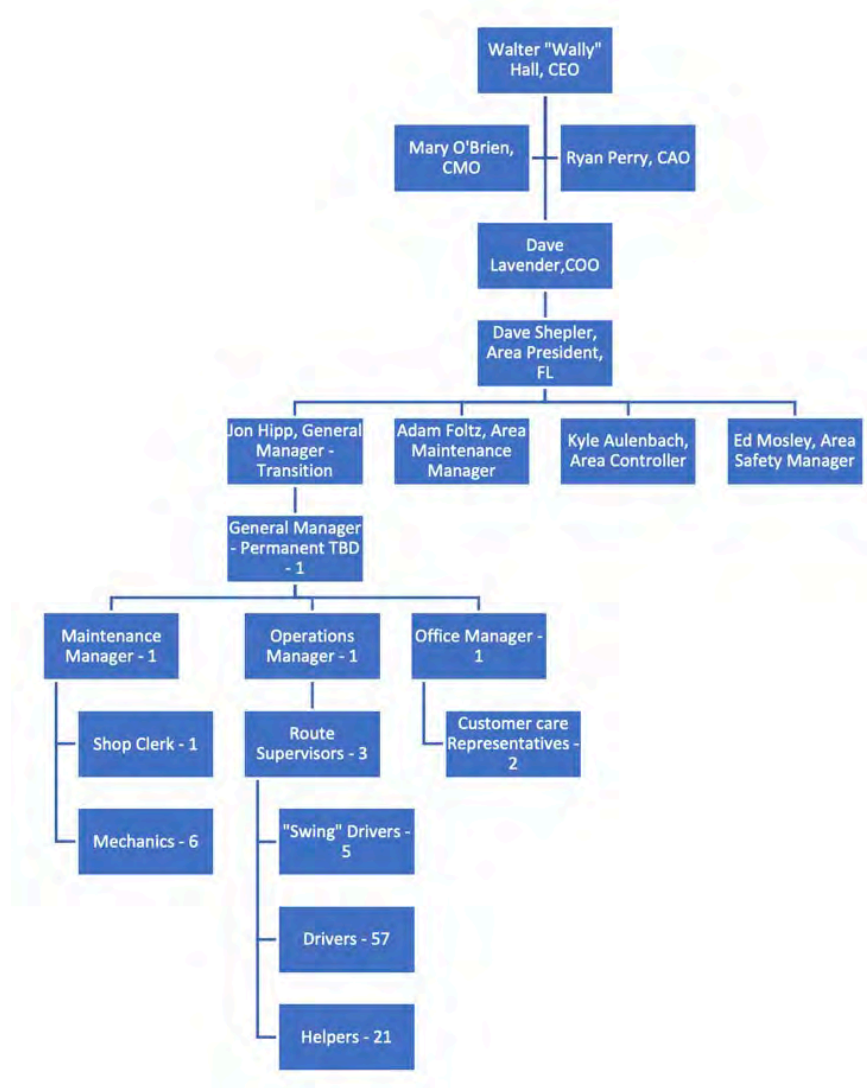 Walter "Wally"
Hall, CEO
Mary O'Brien,
CMO
Ryan Perry, CAO
Dave
Lavender,COO
Dave Shepler,
Area President,
FL
Jon Hipp, General
Manager -
Transition
Adam Foltz, Area
Maintenance
Manager
Kyle Aulenbach,
Area Controller
Ed Mosley, Area
Safety Manager
General Manager
- Permanent TBD
- 1
Maintenance
Manager - 1
Operations
Manager - 1
Office Manager -
1
Shop Clerk - 1
Route
Supervisors - 3
Customer care
Representatives -
2
Mechanics - 6
"Swing" Drivers -
5
Drivers - 57
Helpers - 21